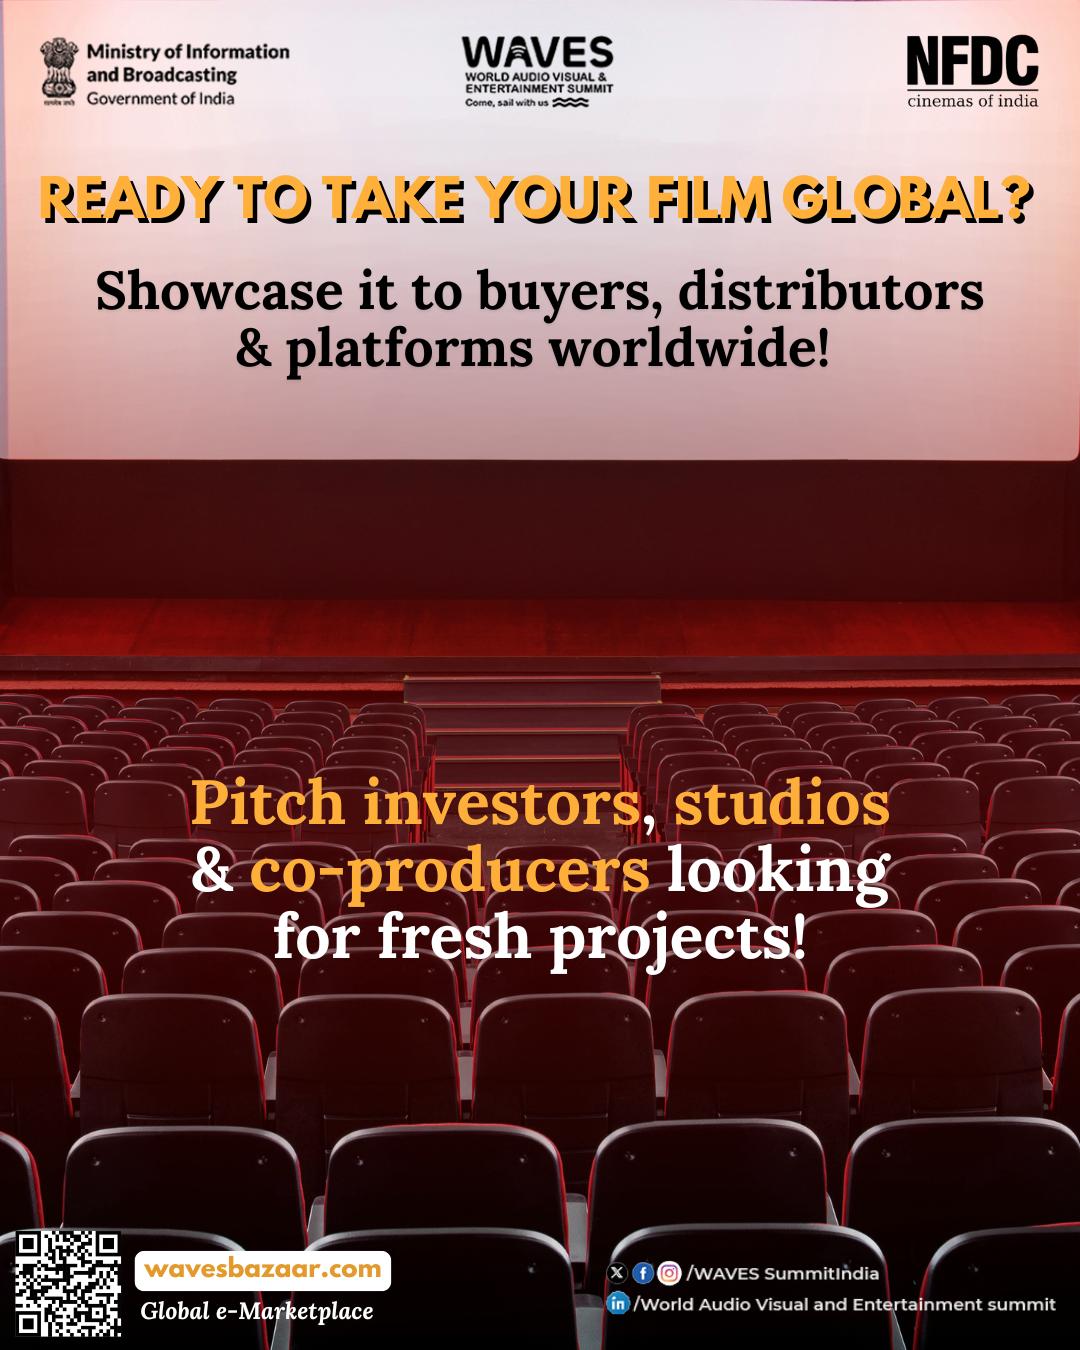 Ministry of Information
and Broadcasting
Government of India
WAVES
WORLD AUDIO VISUAL &
ENTERTAINMENT SUMMIT
Come, sail with us
NFDC
cinemas of india
READY TO TAKE YOUR FILM GLOBAL?
Showcase it to buyers, distributors
& platforms worldwide!
Pitch investors, studios
& co-producers looking
for fresh projects!
wavesbazaar.com
Global e-Marketplace
/WAVES SummitIndia
/World Audio Visual and Entertainment summit